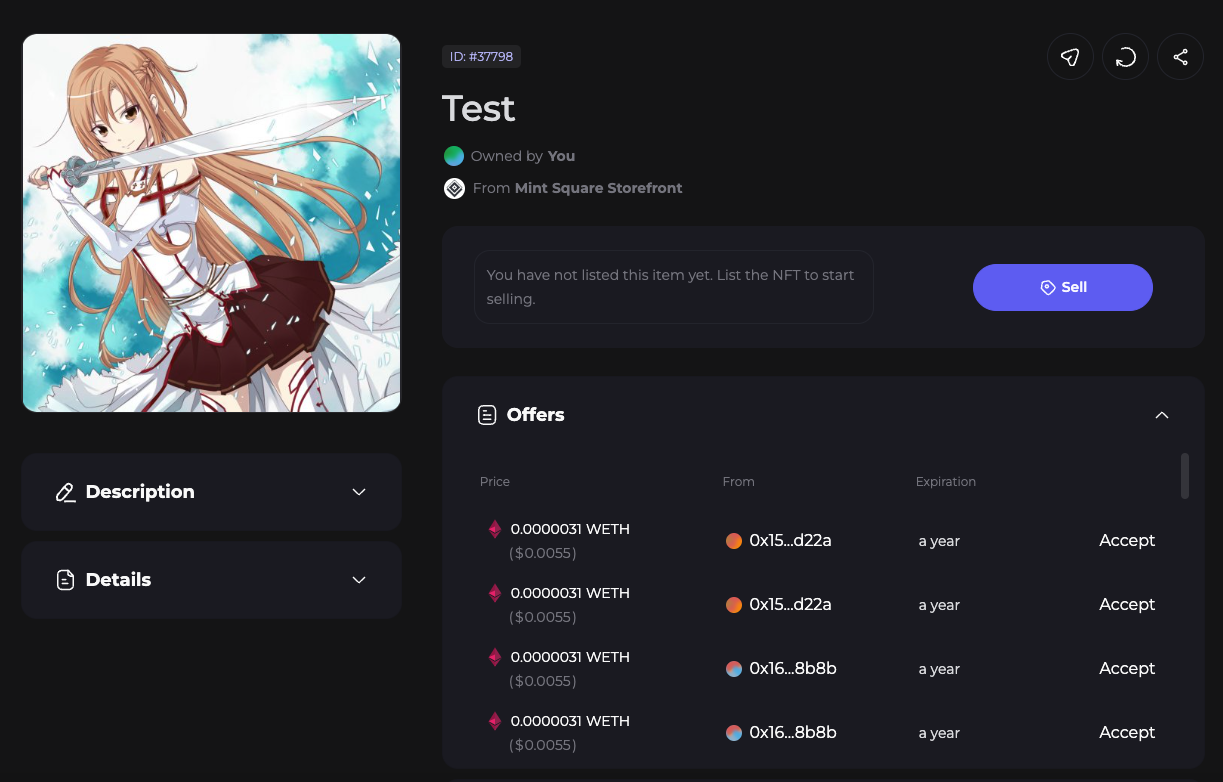 ID: #37798
Test
Owned by You
From Mint Square Storefront
You have not listed this item yet. List the NFT to start
selling.
Sell
Description
Details
Offers
Price From Expiration
0.0000031 WETH
($0.0055)
0x15...d22a a year Accept
0.0000031 WETH
($0.0055)
0x15...d22a a year Accept
0.0000031 WETH
($0.0055)
0x16...8b8b a year Accept
0.0000031 WETH
($0.0055)
0x16...8b8b a year Accept